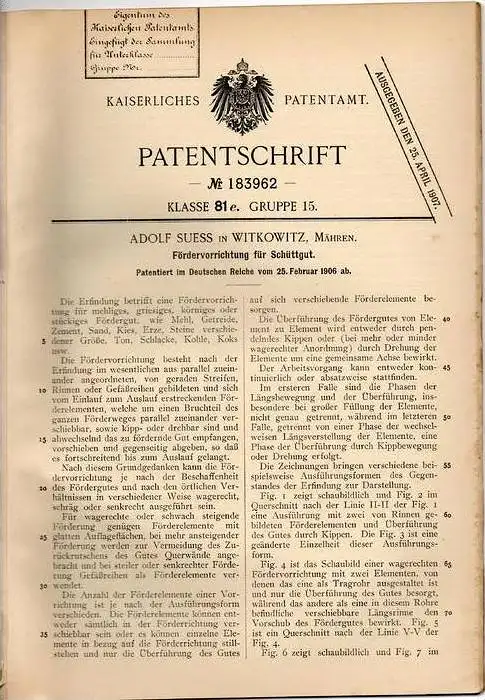 Eigentum des
Kaiserlichen Patentamts.
Eingefügt der Sammlung
für Unterklasse
Gruppe Nr.
KAISERLICHES PATENTAMT.
AUSGEGEBEN DEN 25. APRIL 1907.
PATENTSCHRIFT
— № 183962 —
KLASSE 81e. GRUPPE 15.
ADOLF SUESS IN WITKOWITZ, MÄHREN.
Fördervorrichtung für Schüttgut.
Patentiert im Deutschen Reiche vom 25. Februar 1906 ab.
Die Erfindung betrifft eine Fördervorrich-
tung für mehliges, griesiges, körniges oder
stückiges Fördergut, wie Mehl, Getreide,
Zement, Sand, Kies, Erze, Steine verschie-
5 dener Größe, Ton, Schlacke, Kohle, Koks
usw.
Die Fördervorrichtung besteht nach der
Erfindung im wesentlichen aus parallel zuein-
ander angeordneten, von geraden Streifen,
10 Rinnen oder Gefäßreihen gebildeten und sich
vom Einlauf zum Auslauf erstreckenden För-
derelementen, welche um einen Bruchteil des
ganzen Förderweges parallel zueinander ver-
schiebbar, sowie kipp- oder drehbar sind und
15 abwechselnd das zu fördernde Gut empfangen,
vorschieben und gegenseitig abgeben, so daß
es fortschreitend bis zum Auslauf gelangt.
Nach diesem Grundgedanken kann die För-
dervorrichtung je nach der Beschaffenheit
20 des Fördergutes und nach den örtlichen Ver-
hältnissen in verschiedener Weise wagerecht,
schräg oder senkrecht ausgeführt sein.
Für wagerechte oder schwach steigende
Förderung genügen Förderelemente mit
25 glatten Auflageflächen, bei mehr ansteigender
Förderung werden zur Vermeidung des Zu-
rückrutschens des Gutes Querwände ange-
bracht und bei steiler oder senkrechter Förde-
rung Gefäßreihen als Förderelemente ver-
30 wendet.
Die Anzahl der Förderelemente einer Vor-
richtung ist je nach der Ausführungsform
verschieden. Die Förderelemente können ent-
weder sämtlich in der Förderrichtung ver-
35 schiebbar sein oder es können einzelne Ele-
mente in bezug auf die Förderrichtung still-
stehen und nur die Überführung des Gutes
auf sich verschiebende Förderelemente be-
sorgen.
Die Überführung des Fördergutes von Ele- 40
ment zu Element wird entweder durch pen-
delndes Kippen oder (bei mehr oder minder
wagerechter Anordnung) durch Drehung der
Elemente um eine gemeinsame Achse bewirkt.
Der Arbeitsvorgang kann entweder kon- 45
tinuierlich oder absatzweise stattfinden.
Im ersteren Falle sind die Phasen der
Längsbewegung und der Überführung, ins-
besondere bei großer Füllung der Elemente,
nicht genau getrennt, während im letzteren 50
Falle, getrennt von einer Phase der wechsel-
weisen Längsverstellung der Elemente, eine
Phase der Überführung durch Kippbewegung
oder Drehung erfolgt.
Die Zeichnungen bringen verschiedene bei- 55
spielsweise Ausführungsformen des Gegen-
standes der Erfindung zur Darstellung.
Fig. 1 zeigt schaubildlich und Fig. 2 im
Querschnitt nach der Linie II-II der Fig. 1
eine Ausführung mit zwei von Rinnen ge- 60
bildeten Förderelementen und Überführung
des Gutes durch Kippen. Die Fig. 3 ist eine
geänderte Einzelheit dieser Ausführungs-
form.
Fig. 4 ist das Schaubild einer wagerechten 65
Fördervorrichtung mit zwei Elementen, von
denen das eine als Tragrohr ausgestaltet ist
und nur die Überführung des Gutes besorgt,
während das andere als eine in diesem Rohre
befindliche verschiebbare Längsrinne den 70
Vorschub des Fördergutes bewirkt. Fig. 5
ist ein Querschnitt nach der Linie V-V der
Fig. 4.
Fig. 6 zeigt schaubildlich und Fig. 7 im